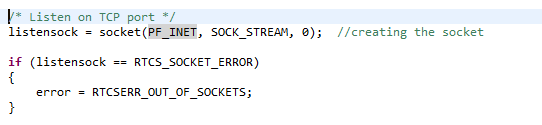 /* Listen on TCP port */
listensock = socket(PF_INET, SOCK_STREAM, 0);  //creating the socket
if (listensock == RTCS_SOCKET_ERROR)
{
    error = RTCSERR_OUT_OF_SOCKETS;
}